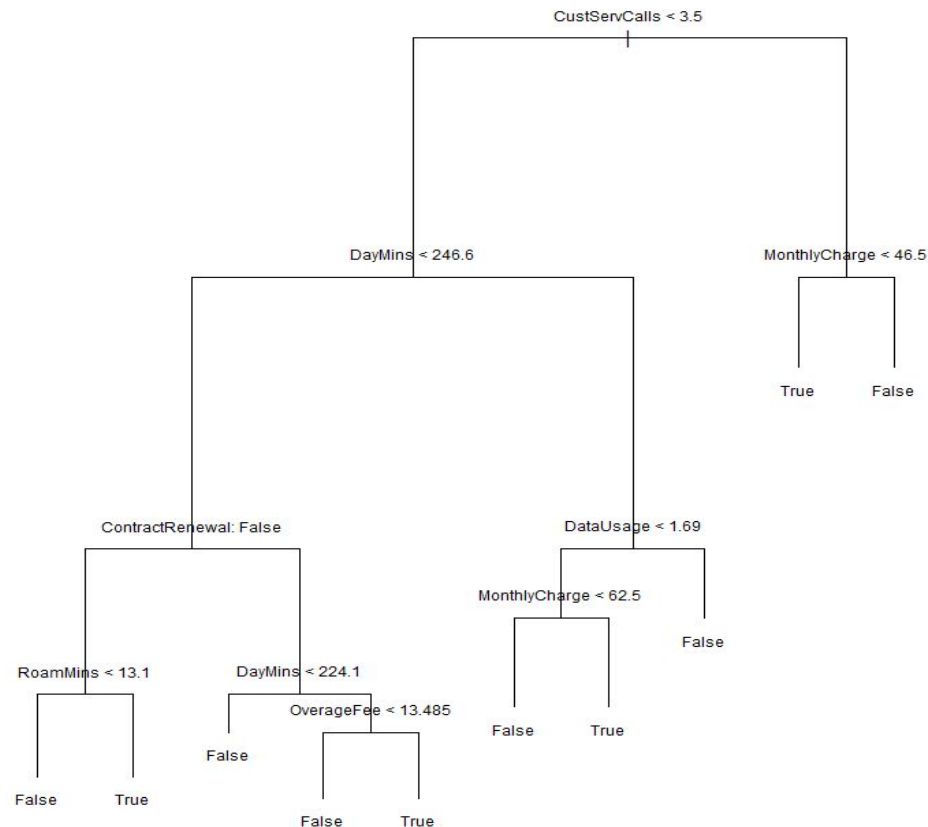 CustServCalls < 3.5
DayMins < 246.6
MonthlyCharge < 46.5
True
False
ContractRenewal: False
DataUsage < 1.69
MonthlyCharge < 62.5
False
RoamMins < 13.1
DayMins < 224.1
OverageFee < 13.485
False
True
False
False
True
False
True